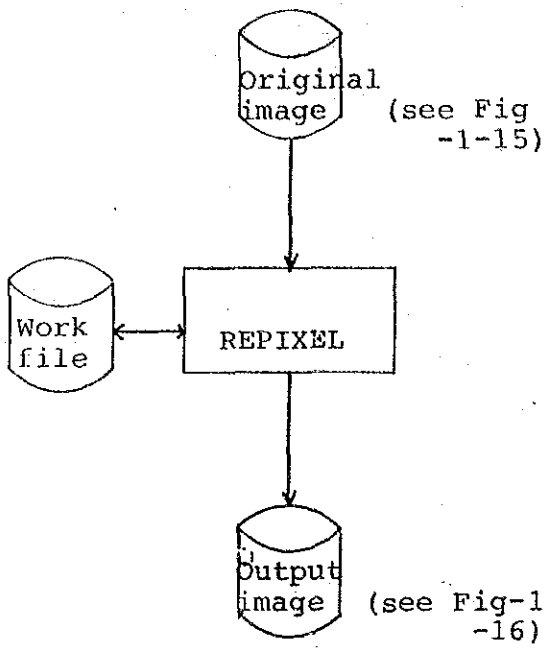 Original
image (see Fig
-1-15)
Work
file
REPIXEL
Output
image (see Fig-1
-16)